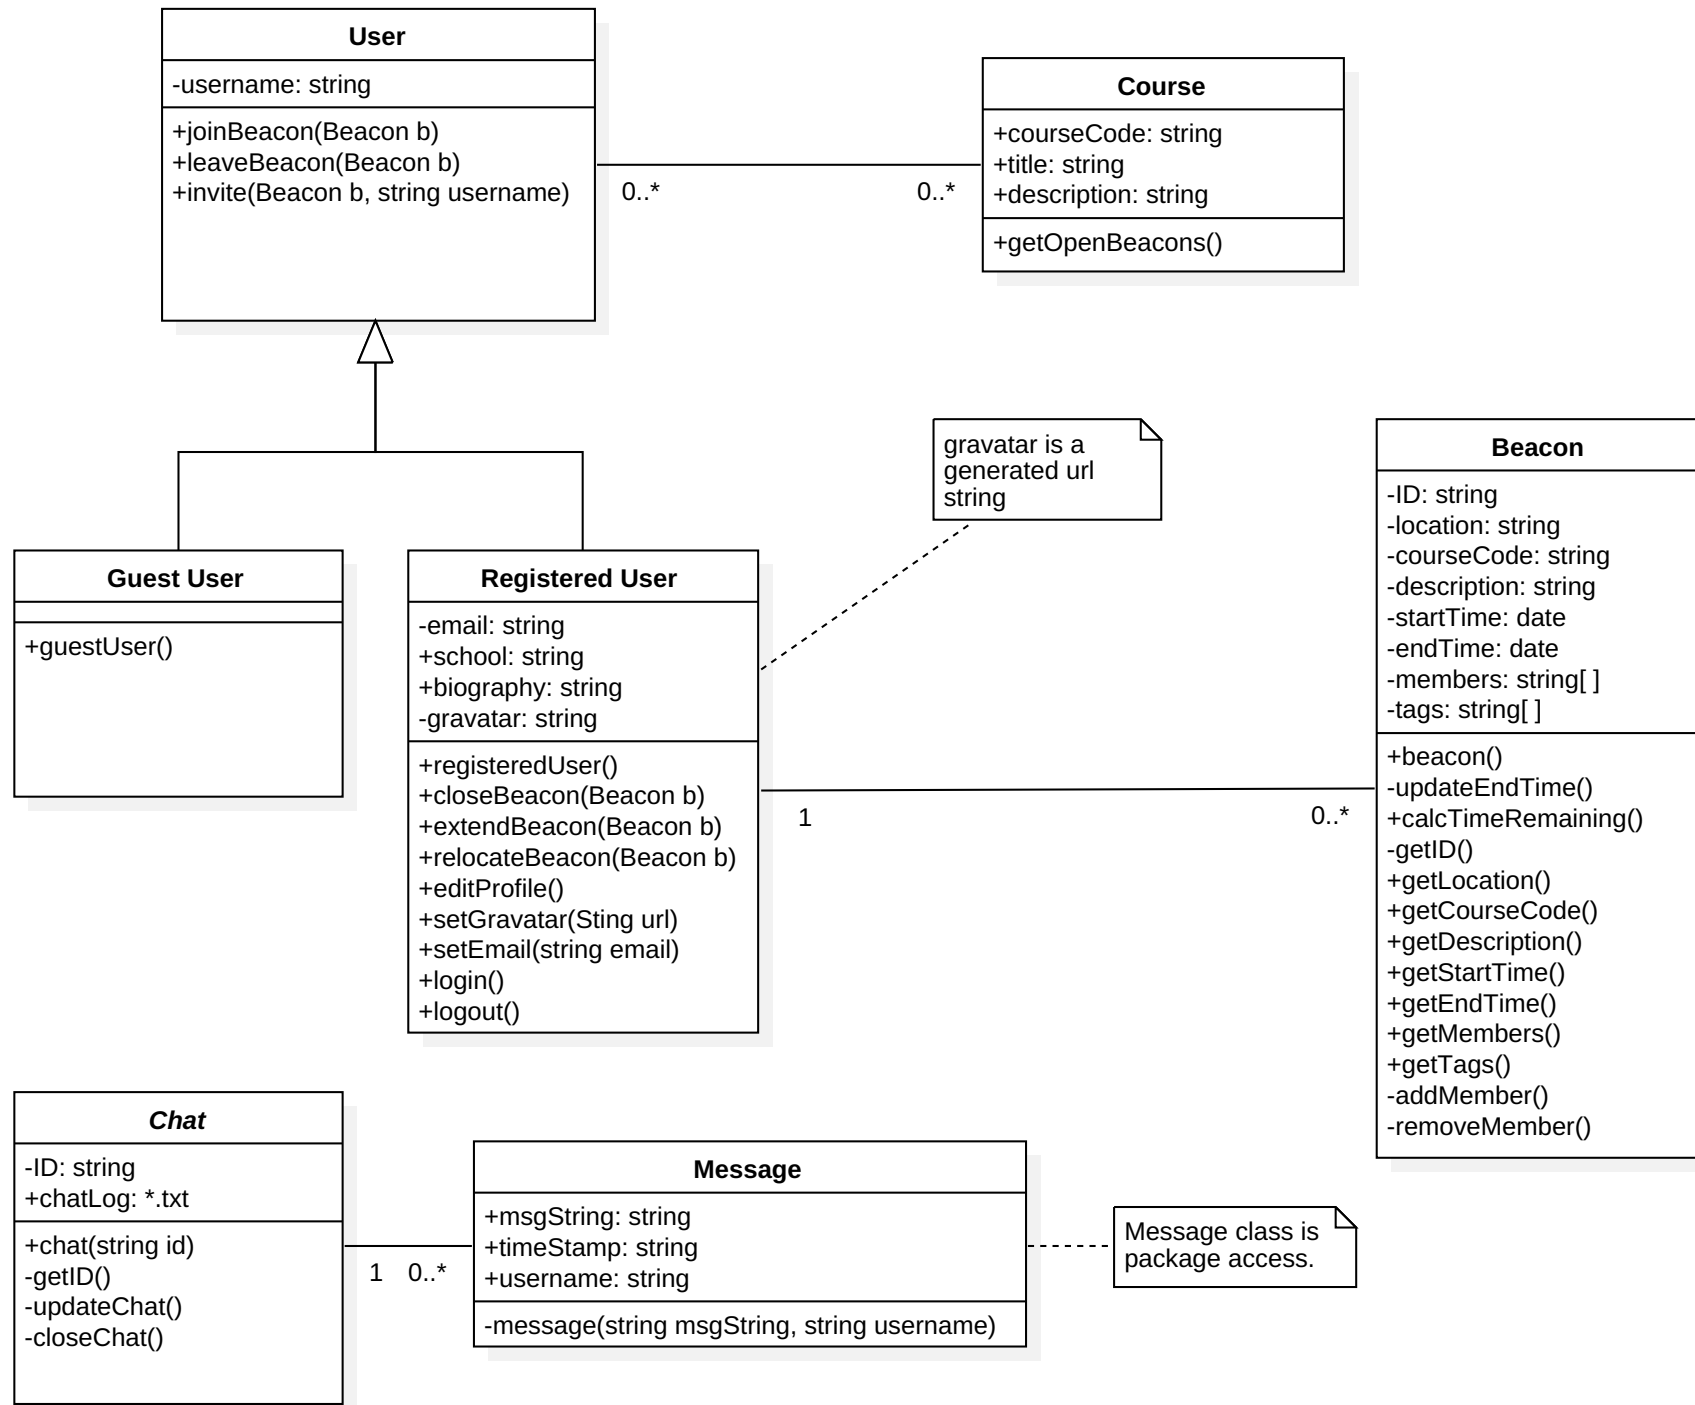 User
-username: string
+joinBeacon(Beacon b)
+leaveBeacon(Beacon b)
+invite(Beacon b, string username)
0..*
0..*
Course
+courseCode: string
+title: string
+description: string
+getOpenBeacons()
gravatar is a
generated url
string
Guest User
+guestUser()
Registered User
-email: string
+school: string
+biography: string
-gravatar: string
+registeredUser()
+closeBeacon(Beacon b)
+extendBeacon(Beacon b)
+relocateBeacon(Beacon b)
+editProfile()
+setGravatar(Sting url)
+setEmail(string email)
+login()
+logout()
1
0..*
Beacon
-ID: string
-location: string
-courseCode: string
-description: string
-startTime: date
-endTime: date
-members: string[ ]
-tags: string[ ]
+beacon()
-updateEndTime()
+calcTimeRemaining()
-getID()
+getLocation()
+getCourseCode()
+getDescription()
+getStartTime()
+getEndTime()
+getMembers()
+getTags()
-addMember()
-removeMember()
Chat
-ID: string
+chatLog: *.txt
+chat(string id)
-getID()
-updateChat()
-closeChat()
1
0..*
Message
+msgString: string
+timeStamp: string
+username: string
-message(string msgString, string username)
Message class is
package access.